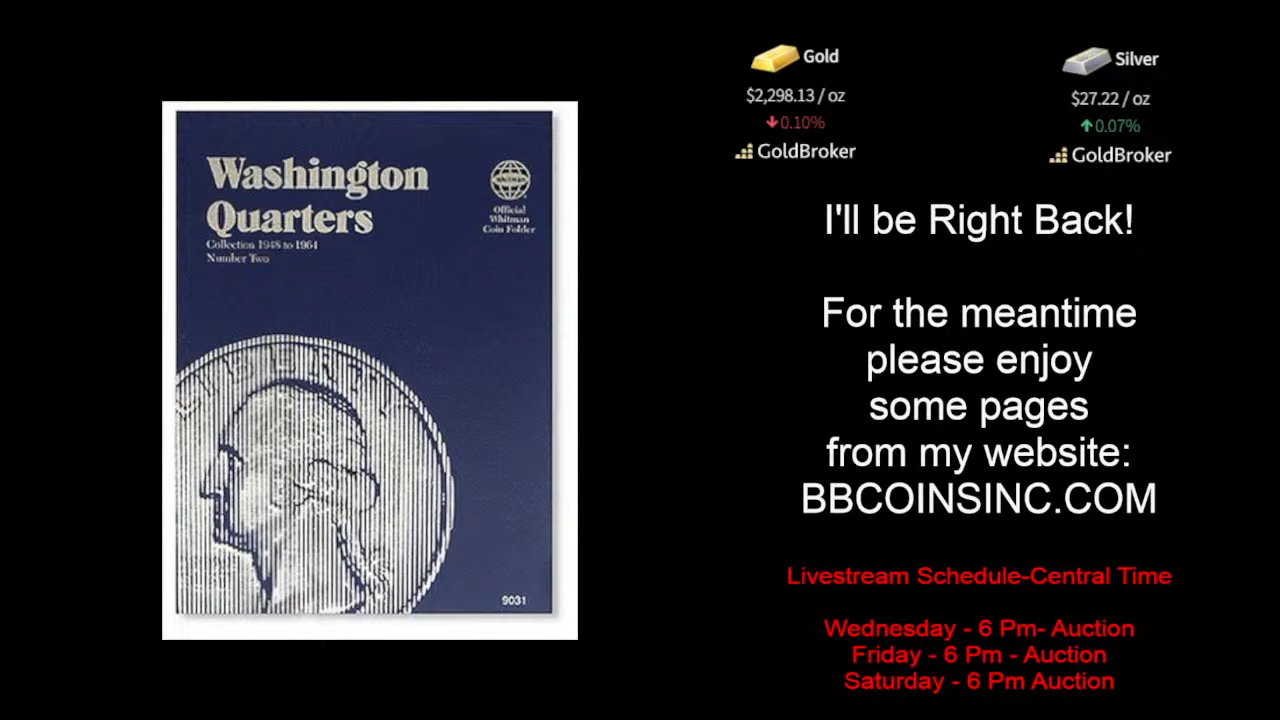 Washington
Quarters
Collection 1948 to 1964
Number Two
WHITMAN
Official
Whitman
Coin Folder
LIBERTY
9031
Gold
$2,298.13 / oz
0.10%
GoldBroker
Silver
$27.22 / oz
0.07%
GoldBroker
I'll be Right Back!
For the meantime
please enjoy
some pages
from my website:
BBCOINSINC.COM
Livestream Schedule-Central Time
Wednesday - 6 Pm- Auction
Friday - 6 Pm - Auction
Saturday - 6 Pm Auction